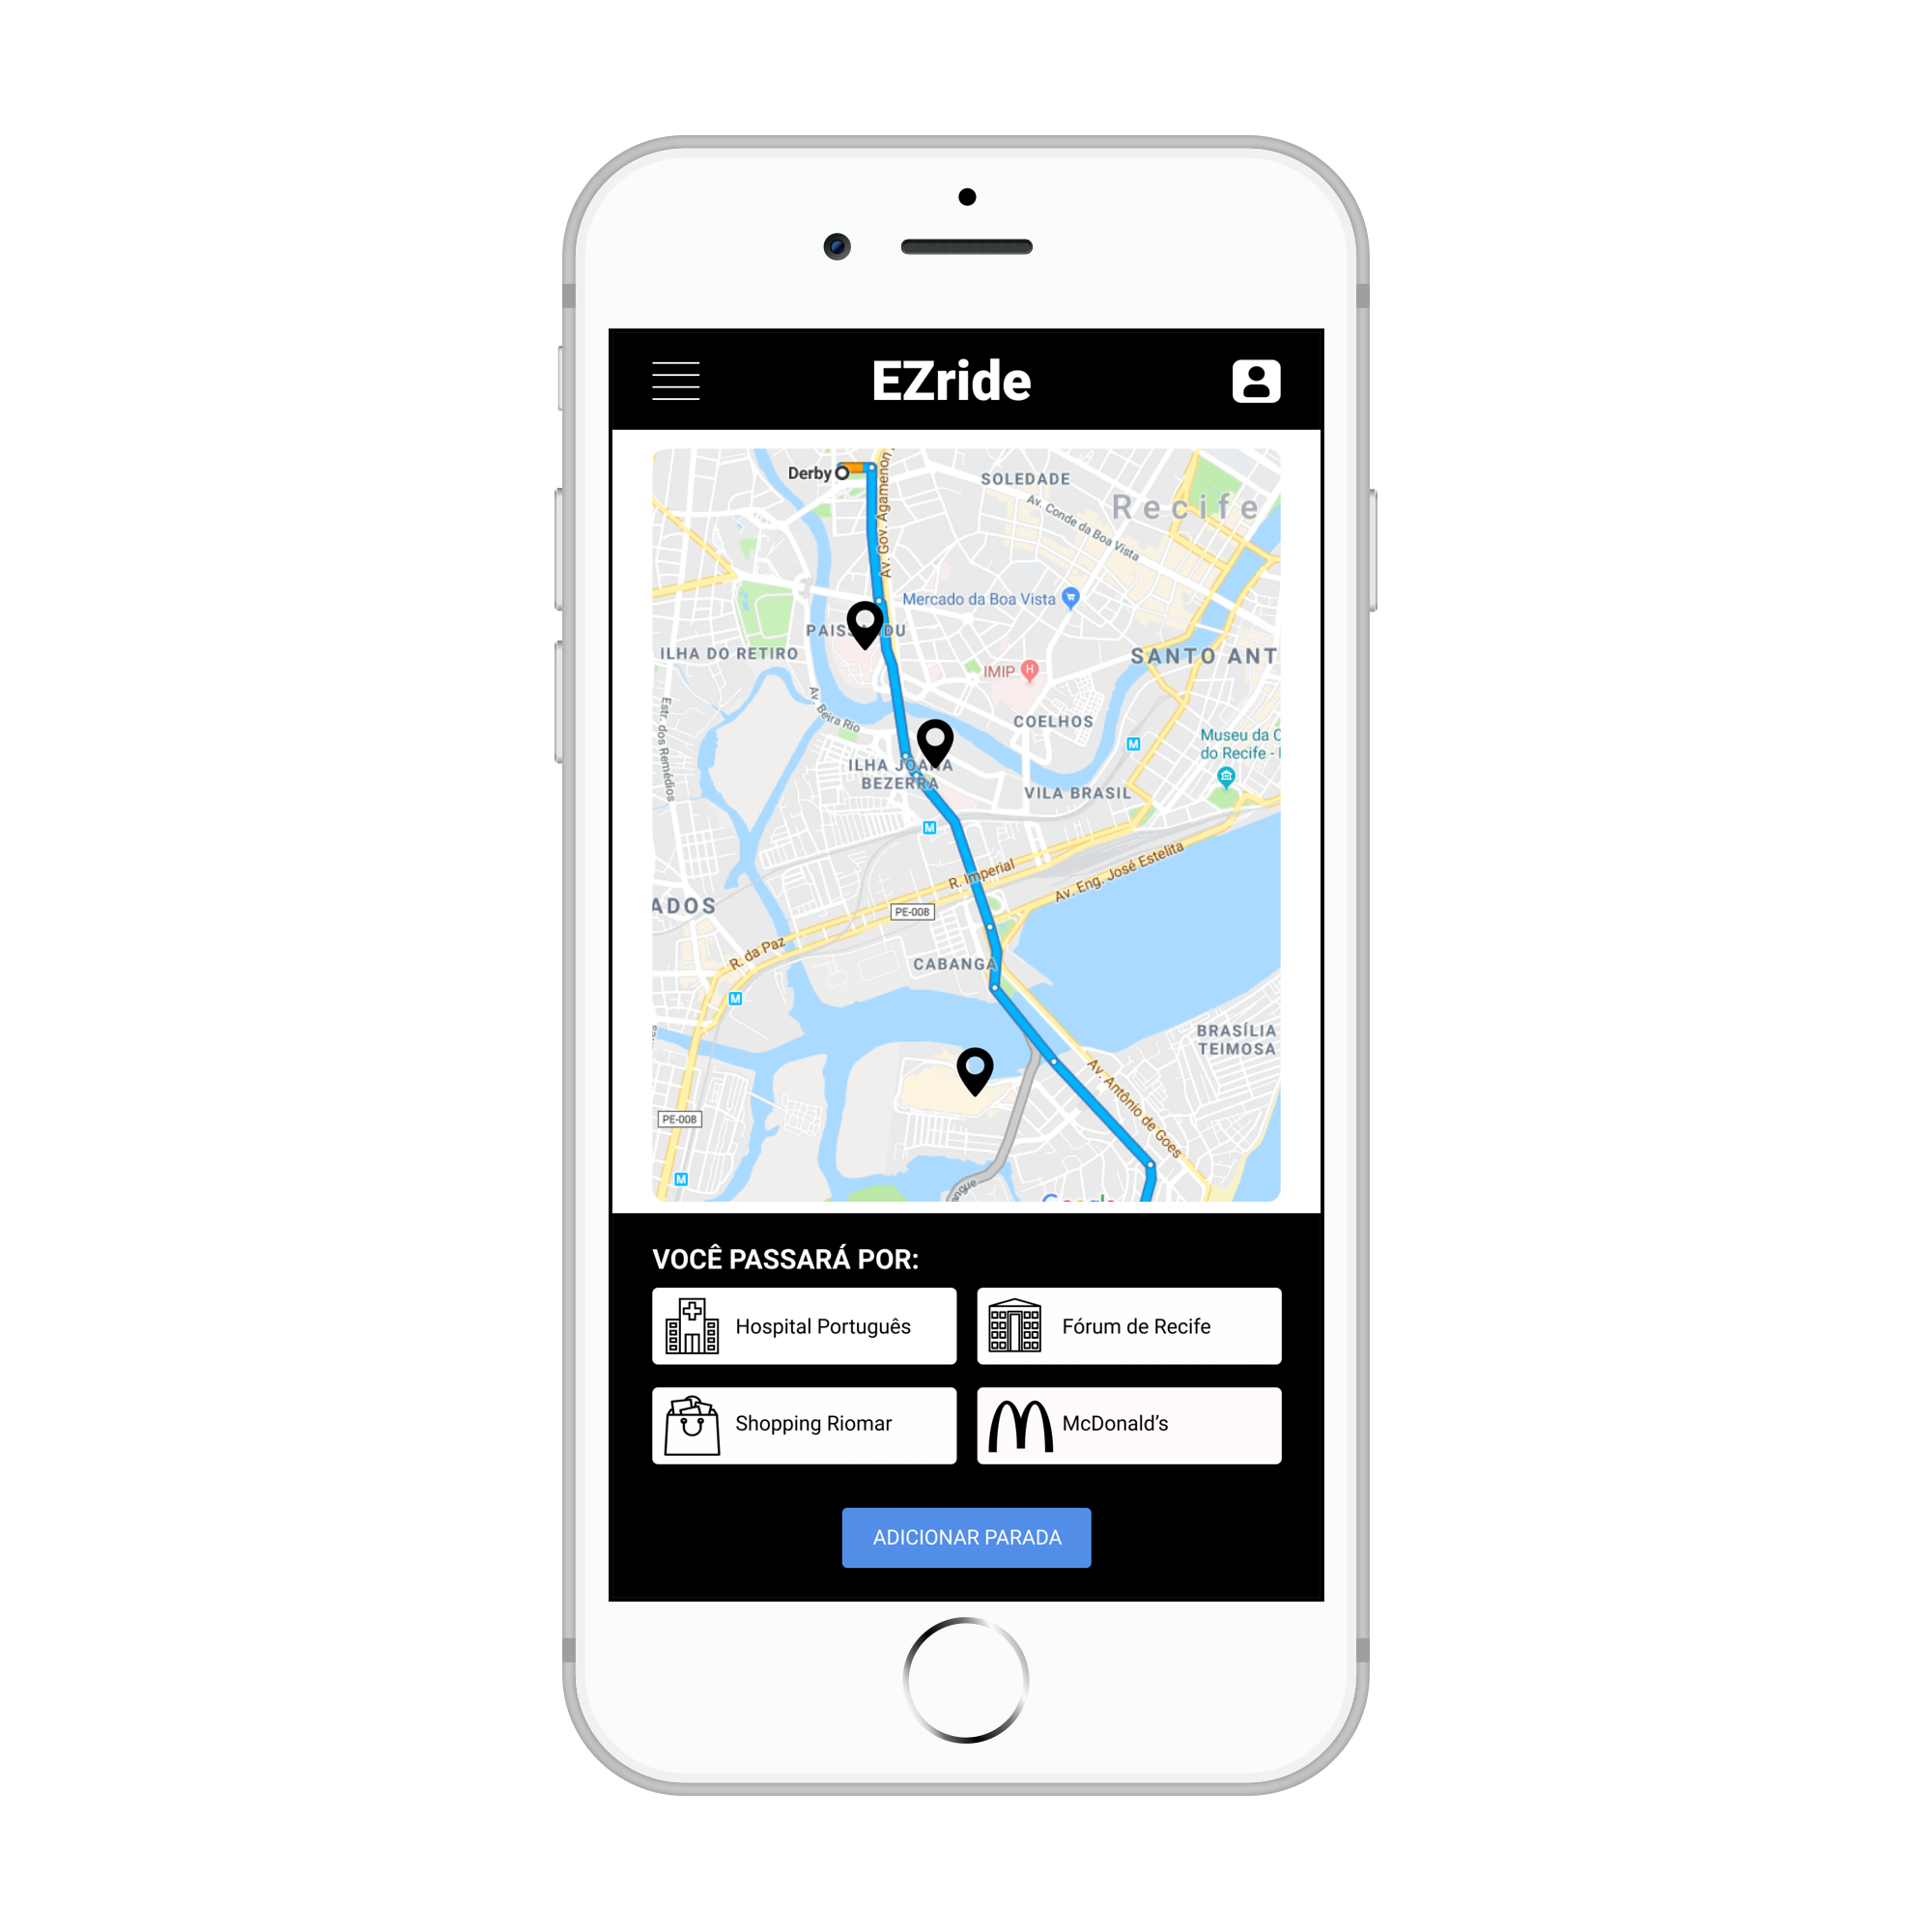 EZride
Derby
SOLEDADE
Recife
Av. Conde da Boa Vista
Av. Gov. Agamenon
Mercado da Boa Vista
ILHA DO RETIRO
SANTO ANT
IMIP
H
Av. Beira Rio
Estr. dos Remédios
COELHOS
M
Museu da C
do Recife -
ILHA JOANA
BEZERRA
VILA BRASIL
M
R. Imperial
Av. Eng. José Estelita
ADOS
PE-008
R. da Paz
CABANGA
M
BRASÍLIA
TEIMOSA
Av. Antônio de Goes
PE-008
M
angue
VOCÊ PASSARÁ POR:
Hospital Português
Fórum de Recife
Shopping Riomar
McDonald's
ADICIONAR PARADA